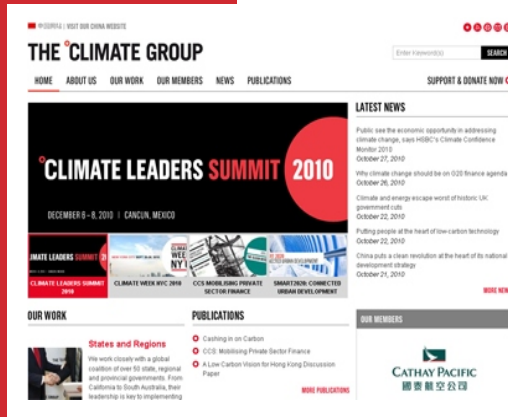 VISIT OUR CHINA WEBSITE
THE °CLIMATE GROUP
Enter Keyword(s)
SEARCH
HOME
ABOUT US
OUR WORK
OUR MEMBERS
NEWS
PUBLICATIONS
SUPPORT & DONATE NOW
°CLIMATE LEADERS SUMMIT 2010
DECEMBER 6 – 8, 2010 | CANCUN, MEXICO
CLIMATE LEADERS SUMMIT
2010
CLIMATE WEEK NYC 2010
CCS MOBILISING PRIVATE
SECTOR FINANCE
SMART2020: CONNECTED
URBAN DEVELOPMENT
LATEST NEWS
Public see the economic opportunity in addressing
climate change, says HSBC's Climate Confidence
Monitor 2010
October 27, 2010
Why climate change should be on G20 finance agenda
October 26, 2010
Climate and energy escape worst of historic UK
government cuts
October 22, 2010
Putting people at the heart of low-carbon technology
October 22, 2010
China puts a clean revolution at the heart of its national
development strategy
October 21, 2010
MORE NEWS
OUR WORK
States and Regions
We work closely with a global
coalition of over 50 state, regional
and provincial governments. From
California to South Australia, their
leadership is key to implementing
PUBLICATIONS
Cashing in on Carbon
CCS: Mobilising Private Sector Finance
A Low Carbon Vision for Hong Kong Discussion
Paper
MORE PUBLICATIONS
OUR MEMBERS
CATHAY PACIFIC
國泰航空公司